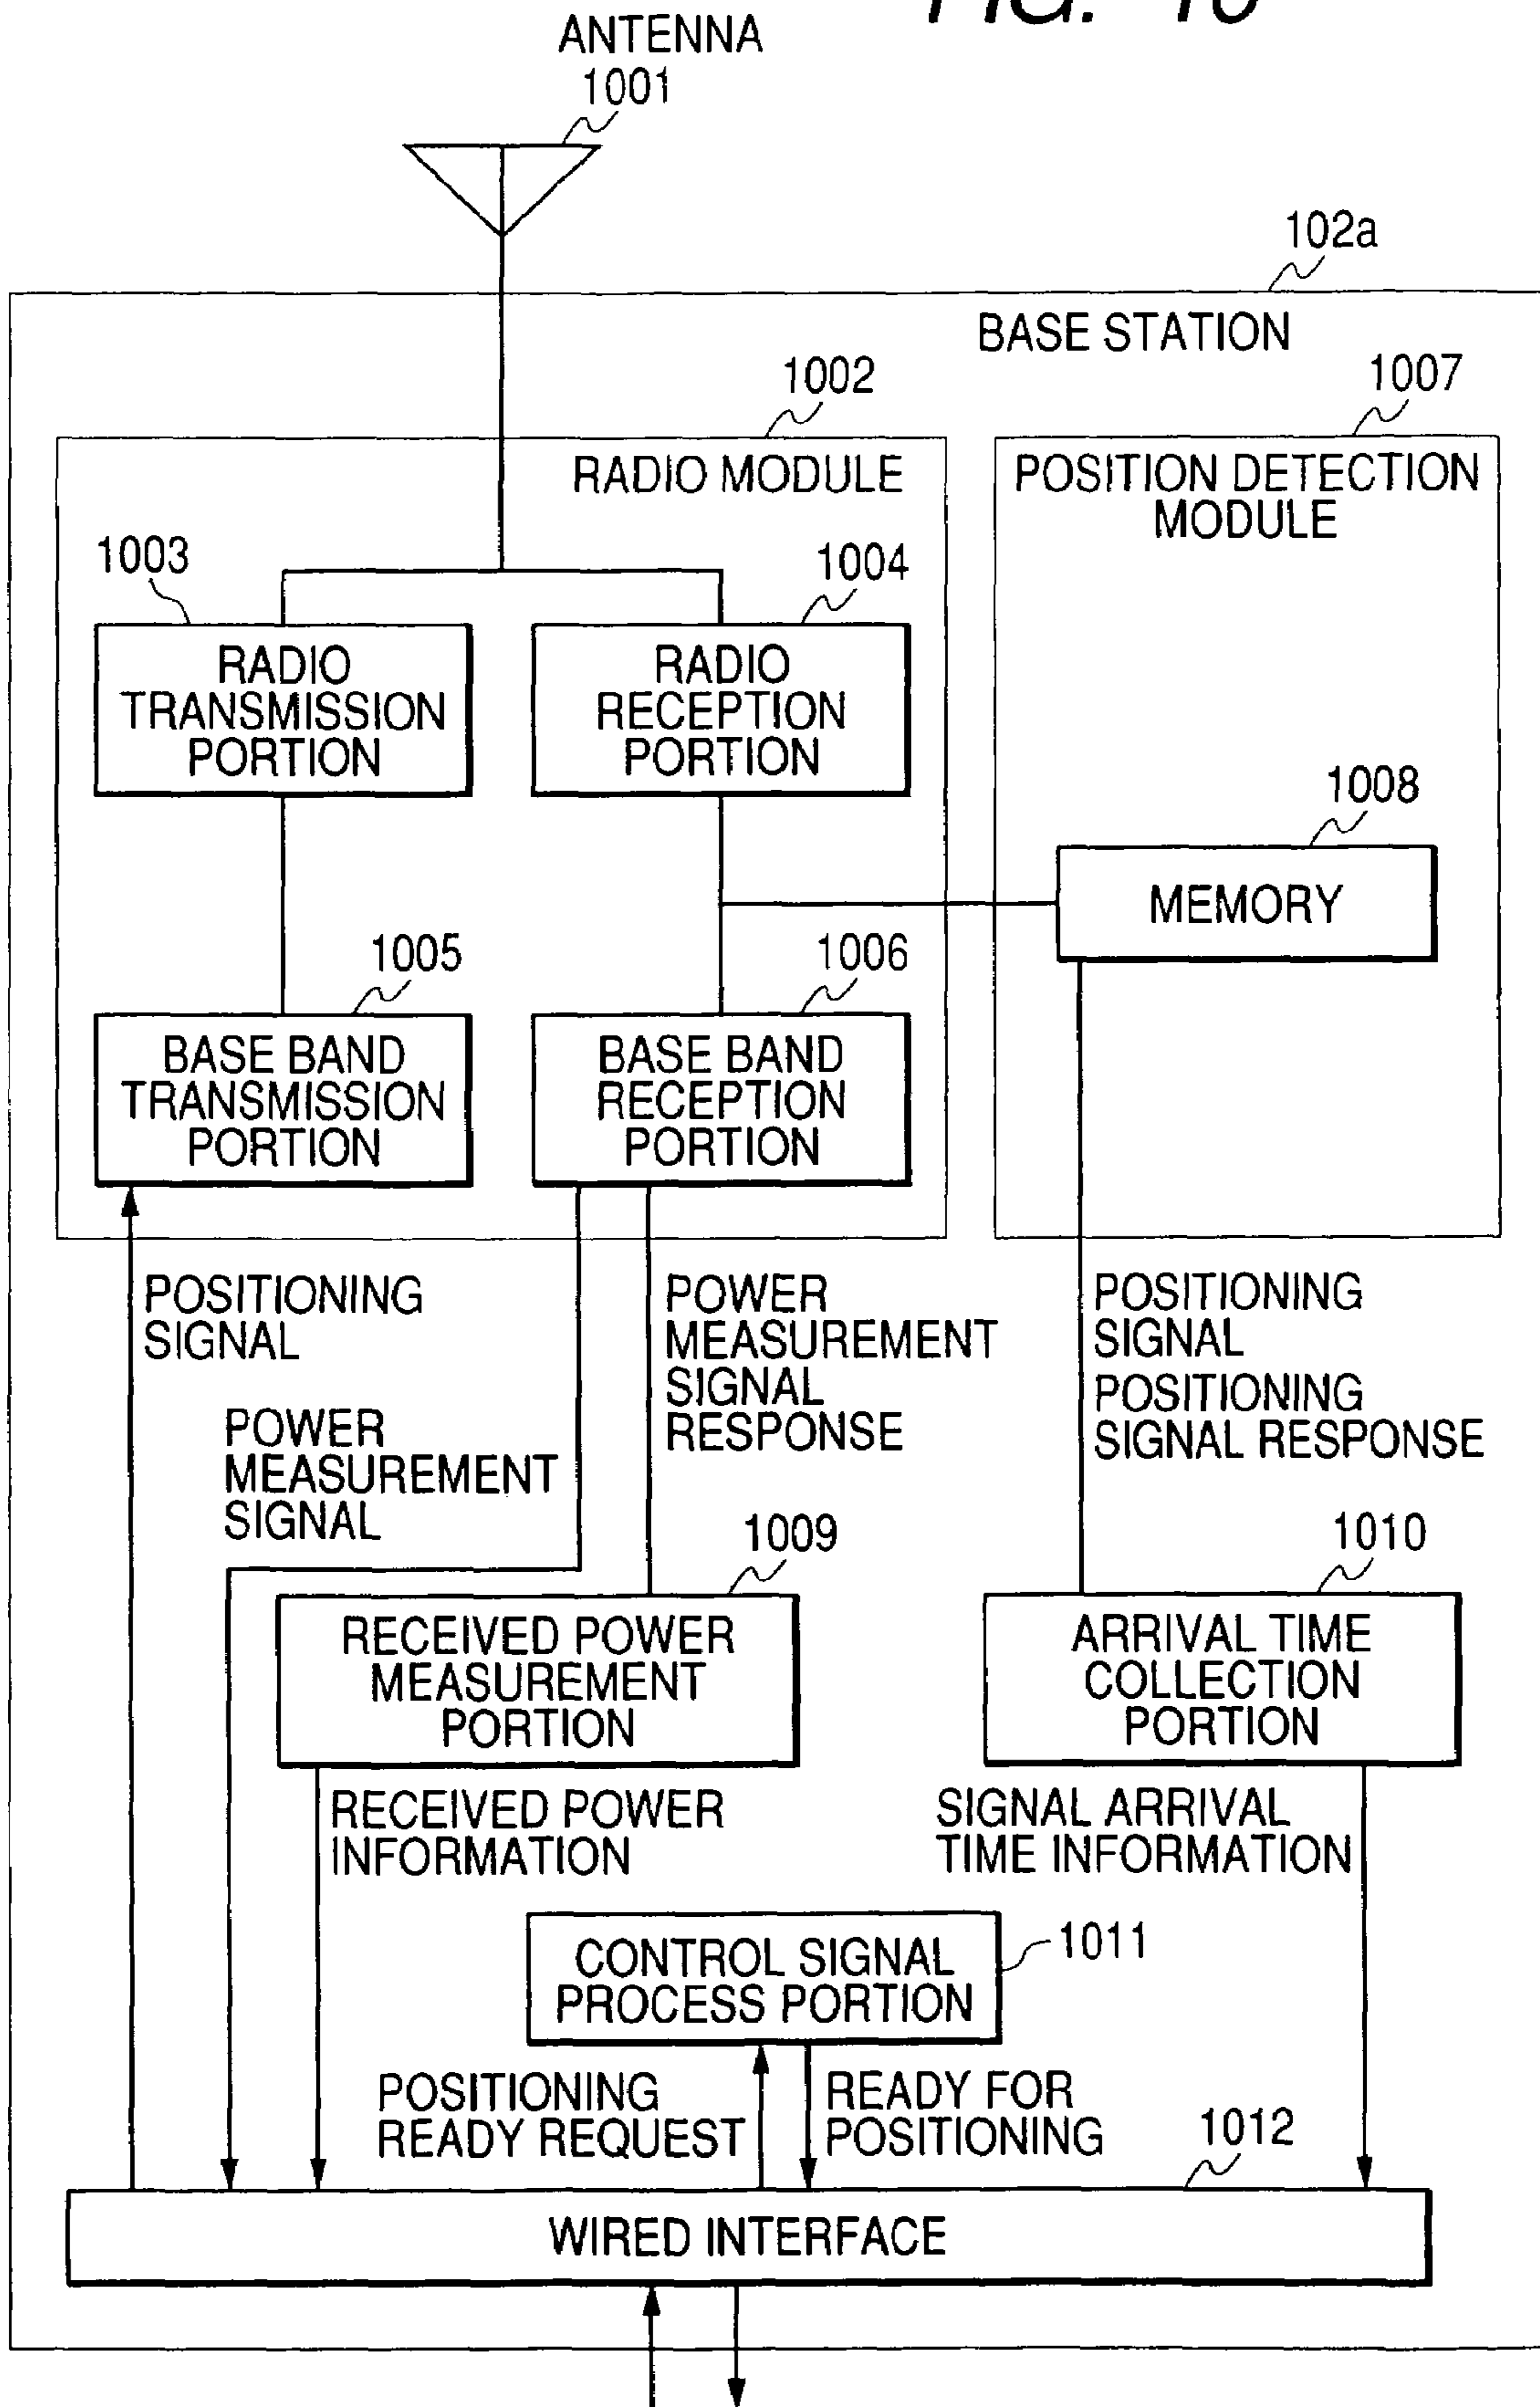 FIG. 10
ANTENNA
1001
102a
BASE STATION
1002
1007
RADIO MODULE
POSITION DETECTION
MODULE
1003
1004
RADIO
TRANSMISSION
PORTION
RADIO
RECEPTION
PORTION
1008
MEMORY
1005
1006
BASE BAND
TRANSMISSION
PORTION
BASE BAND
RECEPTION
PORTION
POSITIONING
SIGNAL
POWER
MEASUREMENT
SIGNAL
RESPONSE
POSITIONING
SIGNAL
POSITIONING
SIGNAL RESPONSE
POWER
MEASUREMENT
SIGNAL
1009
1010
RECEIVED POWER
MEASUREMENT
PORTION
ARRIVAL TIME
COLLECTION
PORTION
RECEIVED POWER
INFORMATION
SIGNAL ARRIVAL
TIME INFORMATION
CONTROL SIGNAL
PROCESS PORTION
1011
POSITIONING
READY REQUEST
READY FOR
POSITIONING
1012
WIRED INTERFACE